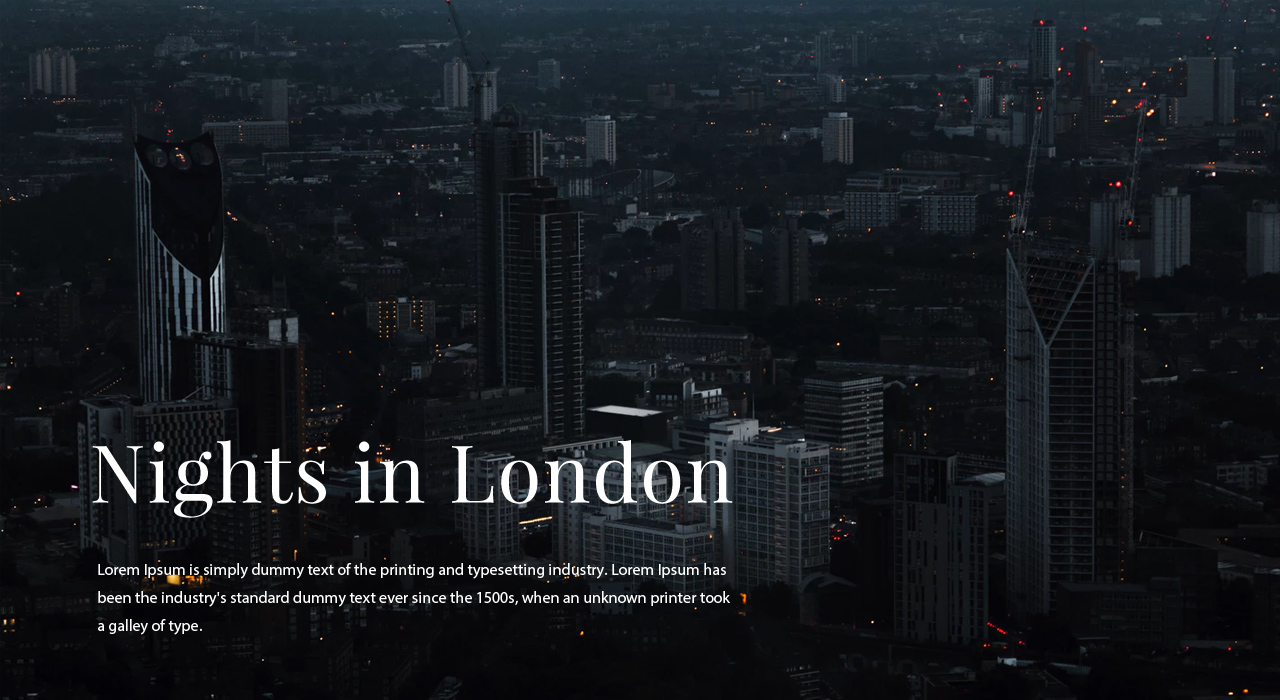 Nights in London
Lorem Ipsum is simply dummy text of the printing and typesetting industry. Lorem Ipsum has
been the industry's standard dummy text ever since the 1500s, when an unknown printer took
a galley of type.